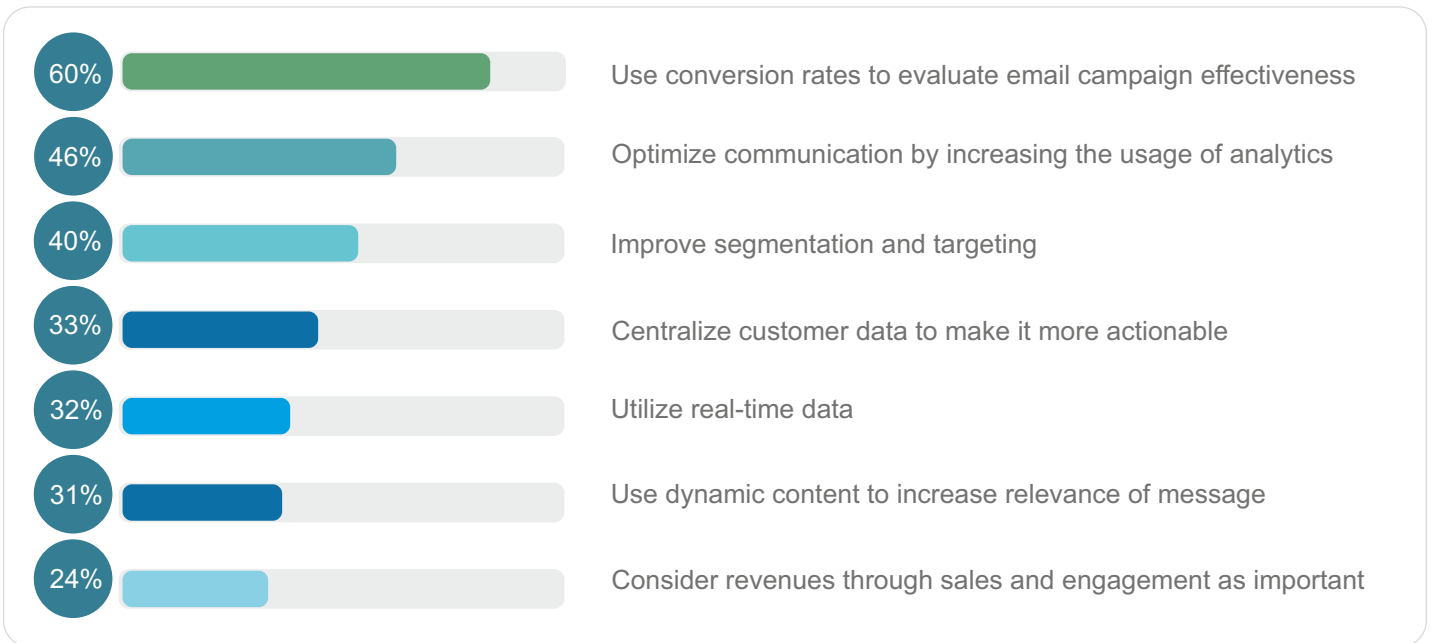 60% Use conversion rates to evaluate email campaign effectiveness
46% Optimize communication by increasing the usage of analytics
40% Improve segmentation and targeting
33% Centralize customer data to make it more actionable
32% Utilize real-time data
31% Use dynamic content to increase relevance of message
24% Consider revenues through sales and engagement as important